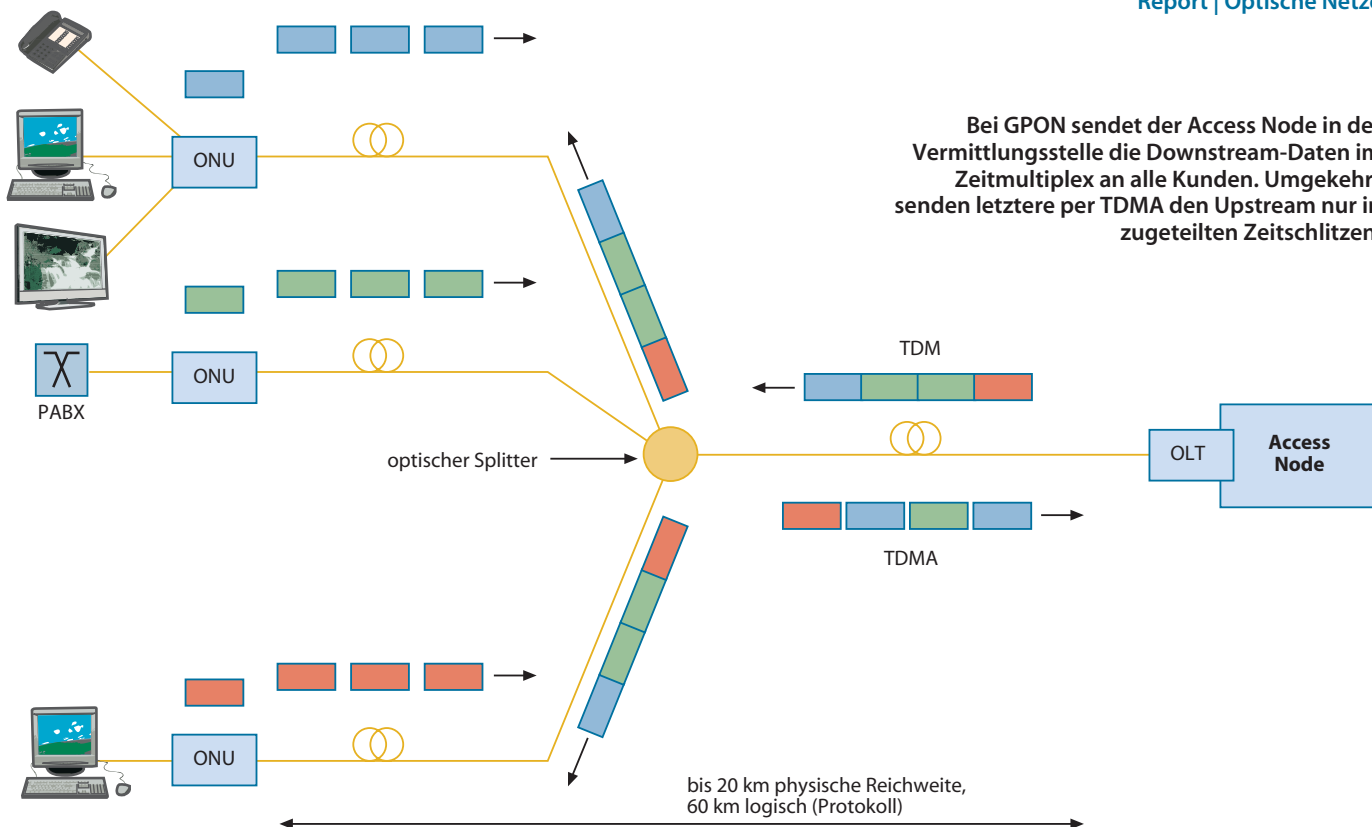 Report | Optische Netze
Bei GPON sendet der Access Node in de
Vermittlungsstelle die Downstream-Daten im
Zeitmultiplex an alle Kunden. Umgekehr
senden letztere per TDMA den Upstream nur in
zugeteilten Zeitschlitzen
ONU
ONU
PABX
TDM
optischer Splitter
OLT
Access
Node
TDMA
ONU
bis 20 km physische Reichweite,
60 km logisch (Protokoll)